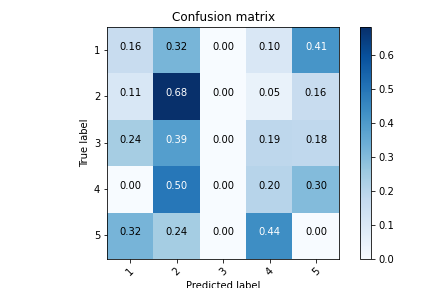 Confusion matrix
1 0.16 0.32 0.00 0.10 0.41
2 0.11 0.68 0.00 0.05 0.16
3 0.24 0.39 0.00 0.19 0.18
4 0.00 0.50 0.00 0.20 0.30
5 0.32 0.24 0.00 0.44 0.00
1 2 3 4 5
True label
Predicted label
0.6
0.5
0.4
0.3
0.2
0.1
0.0